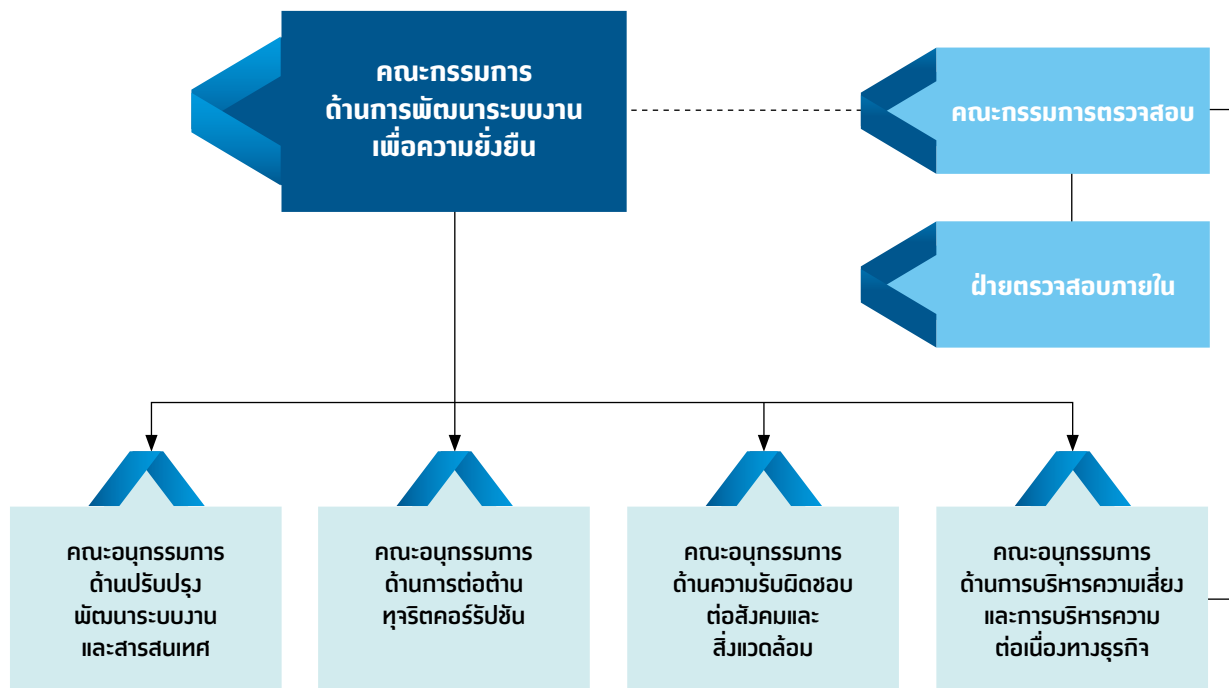 คณะกรรมการ
ด้านการพัฒนาระบบงาน
เพื่อความยั่งยืน
คณะกรรมการตรวจสอบ
ฝ่ายตรวจสอบภายใน
คณะอนุกรรมการ
ด้านปรับปรุง
พัฒนาระบบงาน
และสารสนเทศ
คณะอนุกรรมการ
ด้านการต่อต้าน
ทุจริตคอร์รัปชัน
คณะอนุกรรมการ
ด้านความรับผิดชอบ
ต่อสังคมและ
สิ่งแวดล้อม
คณะอนุกรรมการ
ด้านการบริหารความเสี่ยง
และการบริหารความ
ต่อเนื่องทางธุรกิจ